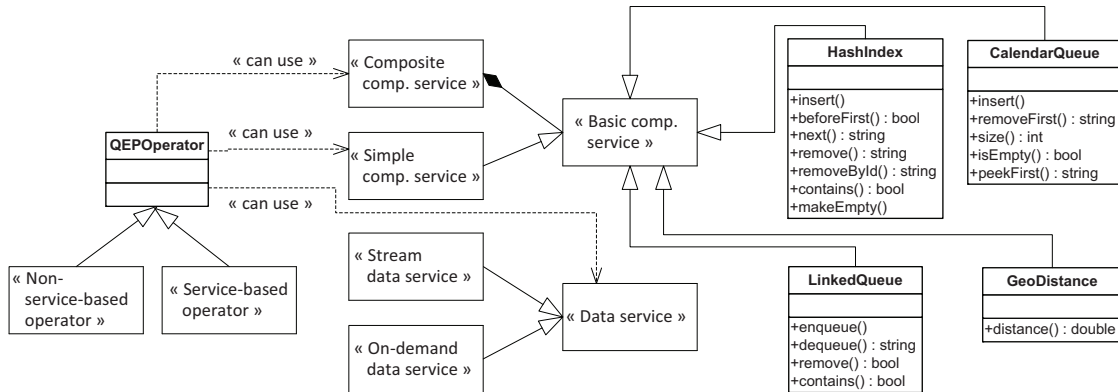 « can use »
« Composite
comp. service »
QEPOperator
« can use »
« Simple
comp. service »
« can use »
« Non-
service-based
operator »
« Service-based
operator »
« Stream
data service »
« On-demand
data service »
« Basic comp.
service »
« Data service »
HashIndex
+insert()
+beforeFirst() : bool
+next() : string
+remove() : string
+removeById() : string
+contains() : bool
+makeEmpty()
CalendarQueue
+insert()
+removeFirst() : string
+size() : int
+isEmpty() : bool
+peekFirst() : string
LinkedQueue
+enqueue()
+dequeue() : string
+remove() : bool
+contains() : bool
GeoDistance
+distance() : double